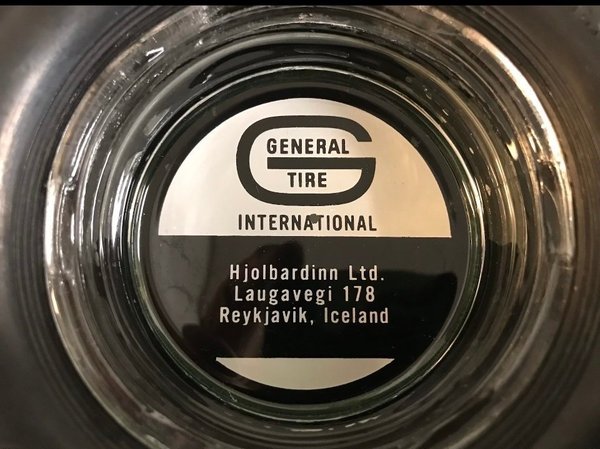 GENERAL
TIRE
INTERNATIONAL
Hjolbardinn Ltd.
Laugavegi 178
Reykjavik, Iceland